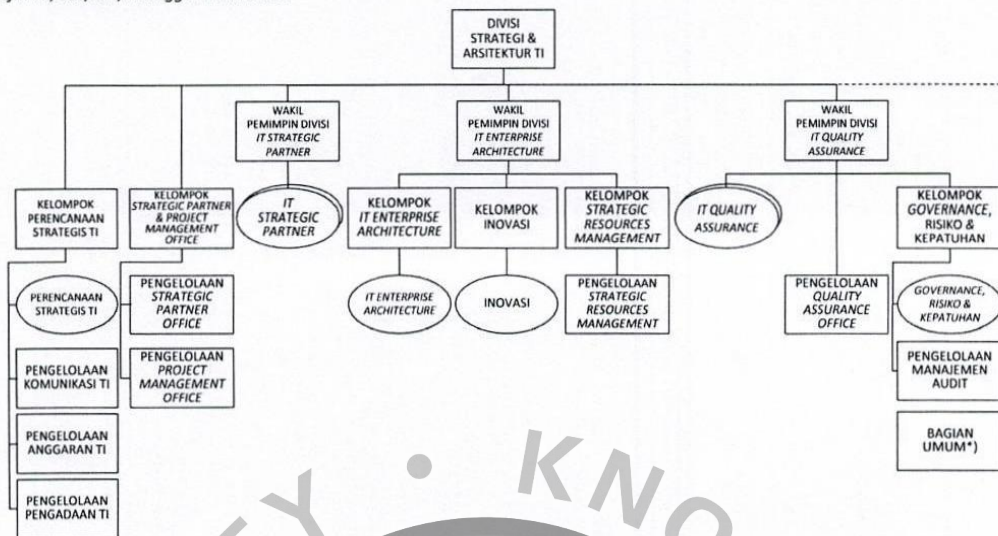 DIVISI
STRATEGI &
ARSITEKTUR TI
WAKIL
PEMIMPIN DIVISI
IT STRATEGIC
PARTNER
WAKIL
PEMIMPIN DIVISI
IT ENTERPRISE
ARCHITECTURE
WAKIL
PEMIMPIN DIVISI
IT QUALITY
ASSURANCE
KELOMPOK
PERENCANAAN
STRATEGIS TI
KELOMPOK
STRATEGIC PARTNER
& PROJECT
MANAGEMENT
OFFICE
IT
STRATEGIC
PARTNER
KELOMPOK
IT ENTERPRISE
ARCHITECTURE
KELOMPOK
INOVASI
KELOMPOK
STRATEGIC
RESOURCES
MANAGEMENT
IT QUALITY
ASSURANCE
KELOMPOK
GOVERNANCE,
RISIKO &
KEPATUHAN
PERENCANAAN
STRATEGIS TI
PENGELOLAAN
STRATEGIC
PARTNER
OFFICE
IT ENTERPRISE
ARCHITECTURE
INOVASI
PENGELOLAAN
STRATEGIC
RESOURCES
MANAGEMENT
PENGELOLAAN
QUALITY
ASSURANCE
OFFICE
GOVERNANCE,
RISIKO &
KEPATUHAN
PENGELOLAAN
KOMUNIKASI TI
PENGELOLAAN
PROJECT
MANAGEMENT
OFFICE
PENGELOLAAN
MANAJEMEN
AUDIT
PENGELOLAAN
ANGGARAN TI
BAGIAN
UMUM*)
PENGELOLAAN
PENGADAAN TI
Y • KNO